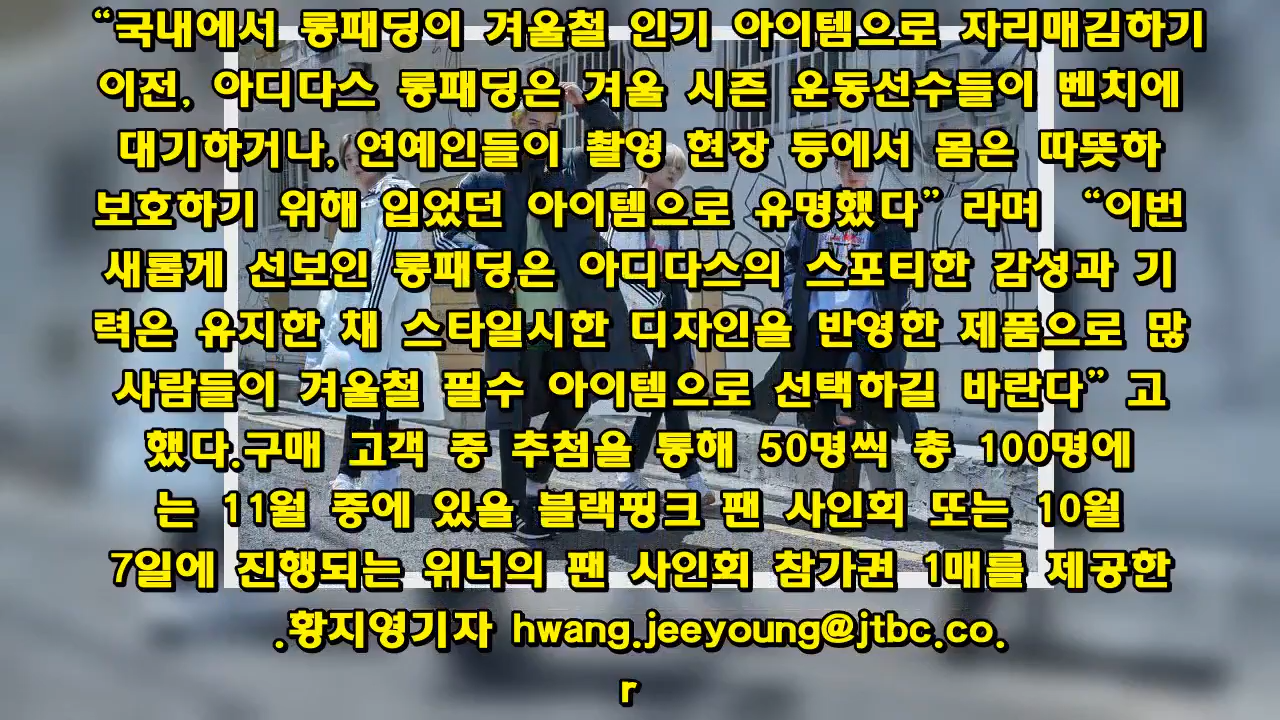 “국내에서 롱패딩이 겨울철 인기 아이템으로 자리매김하기
이전, 아디다스 롱패딩은 겨울 시즌 운동선수들이 벤치에
대기하거나, 연예인들이 촬영 현장 등에서 몸은 따뜻하
보호하기 위해 입었던 아이템으로 유명했다” 라며 “이번
새롭게 선보인 롱패딩은 아디다스의 스포티한 감성과 기
력은 유지한 채 스타일시한 디자인을 반영한 제품으로 많
사람들이 겨울철 필수 아이템으로 선택하길 바란다” 고
했다.구매 고객 중 추첨을 통해 50명씩 총 100명에
는 11월 중에 있을 블랙핑크 팬 사인회 또는 10월
7일에 진행되는 위너의 팬 사인회 참가권 1매를 제공한
.황지영기자 hwang.jeeyoung@jtbc.co.
r